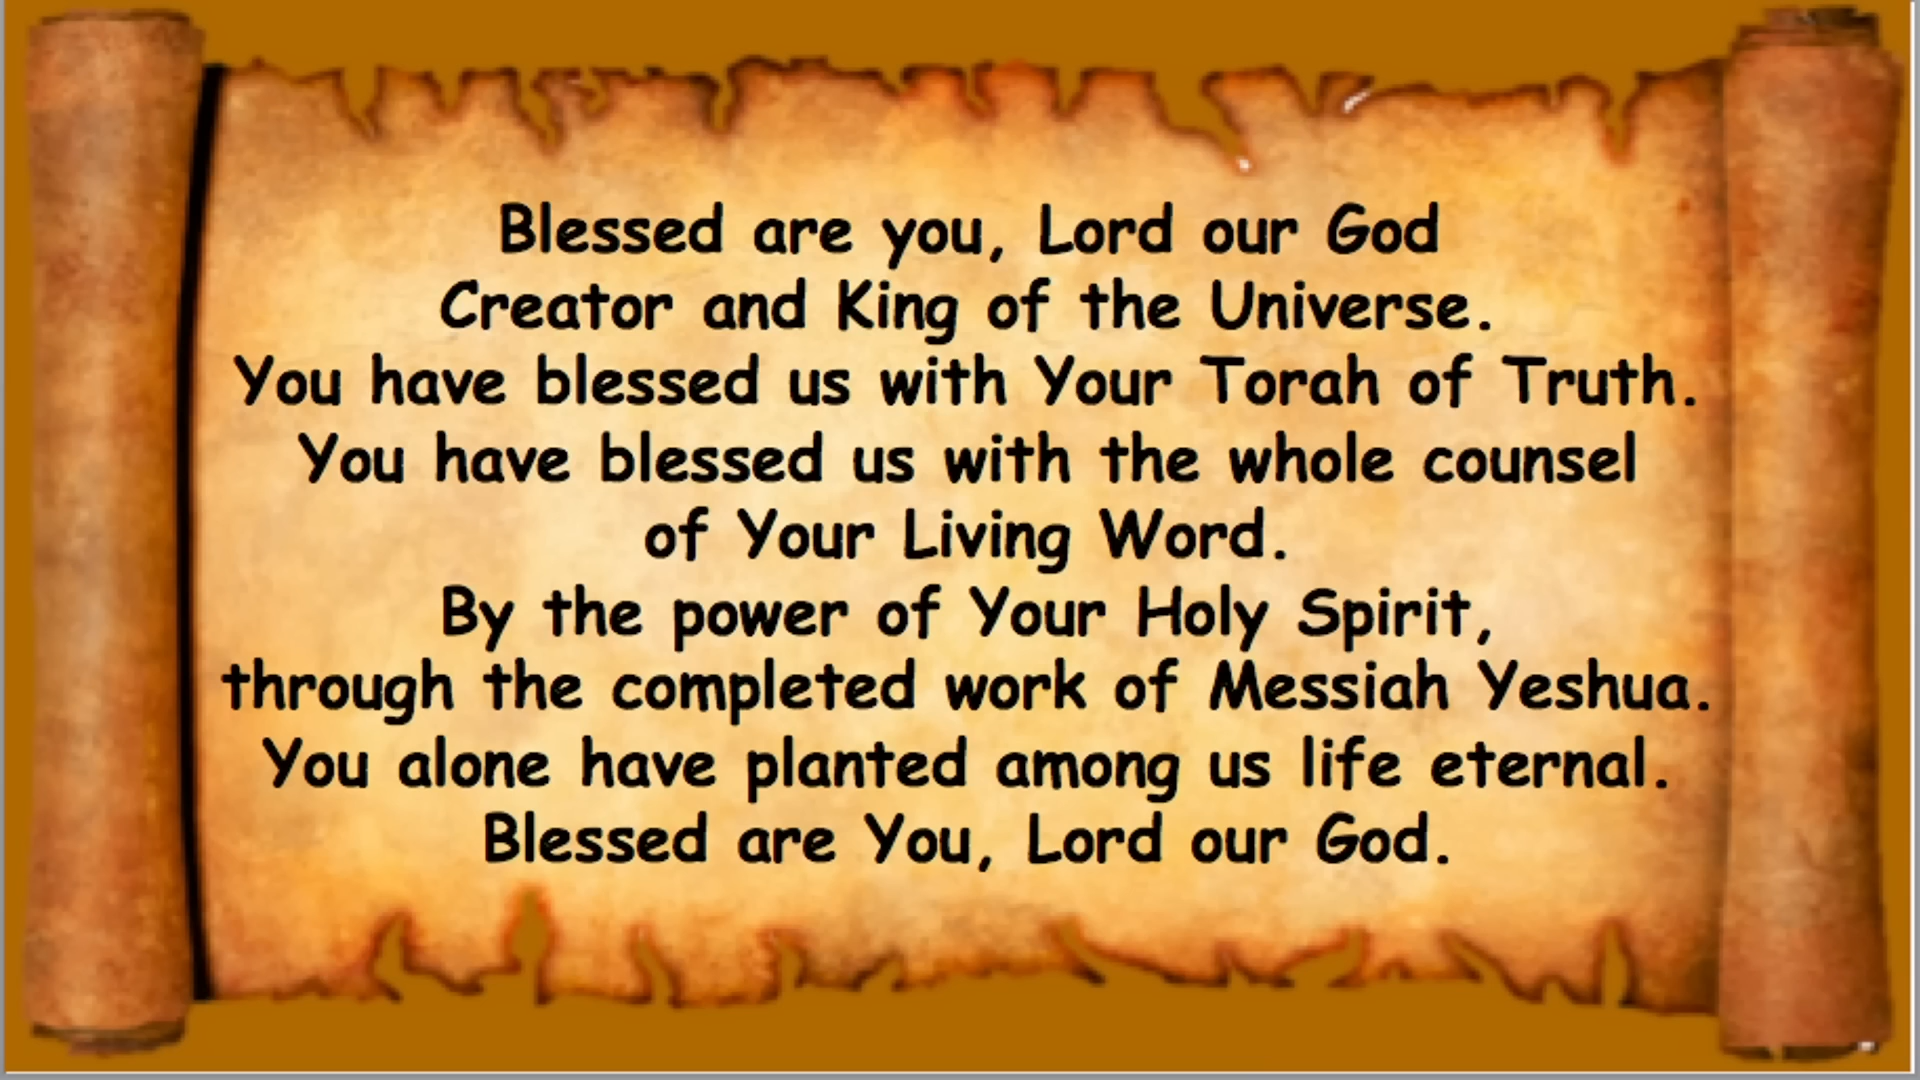 Blessed are you, Lord our God
Creator and King of the Universe.
You have blessed us with Your Torah of Truth.
You have blessed us with the whole counsel
of Your Living Word.
By the power of Your Holy Spirit,
through the completed work of Messiah Yeshua.
You alone have planted among us life eternal.
Blessed are You, Lord our God.